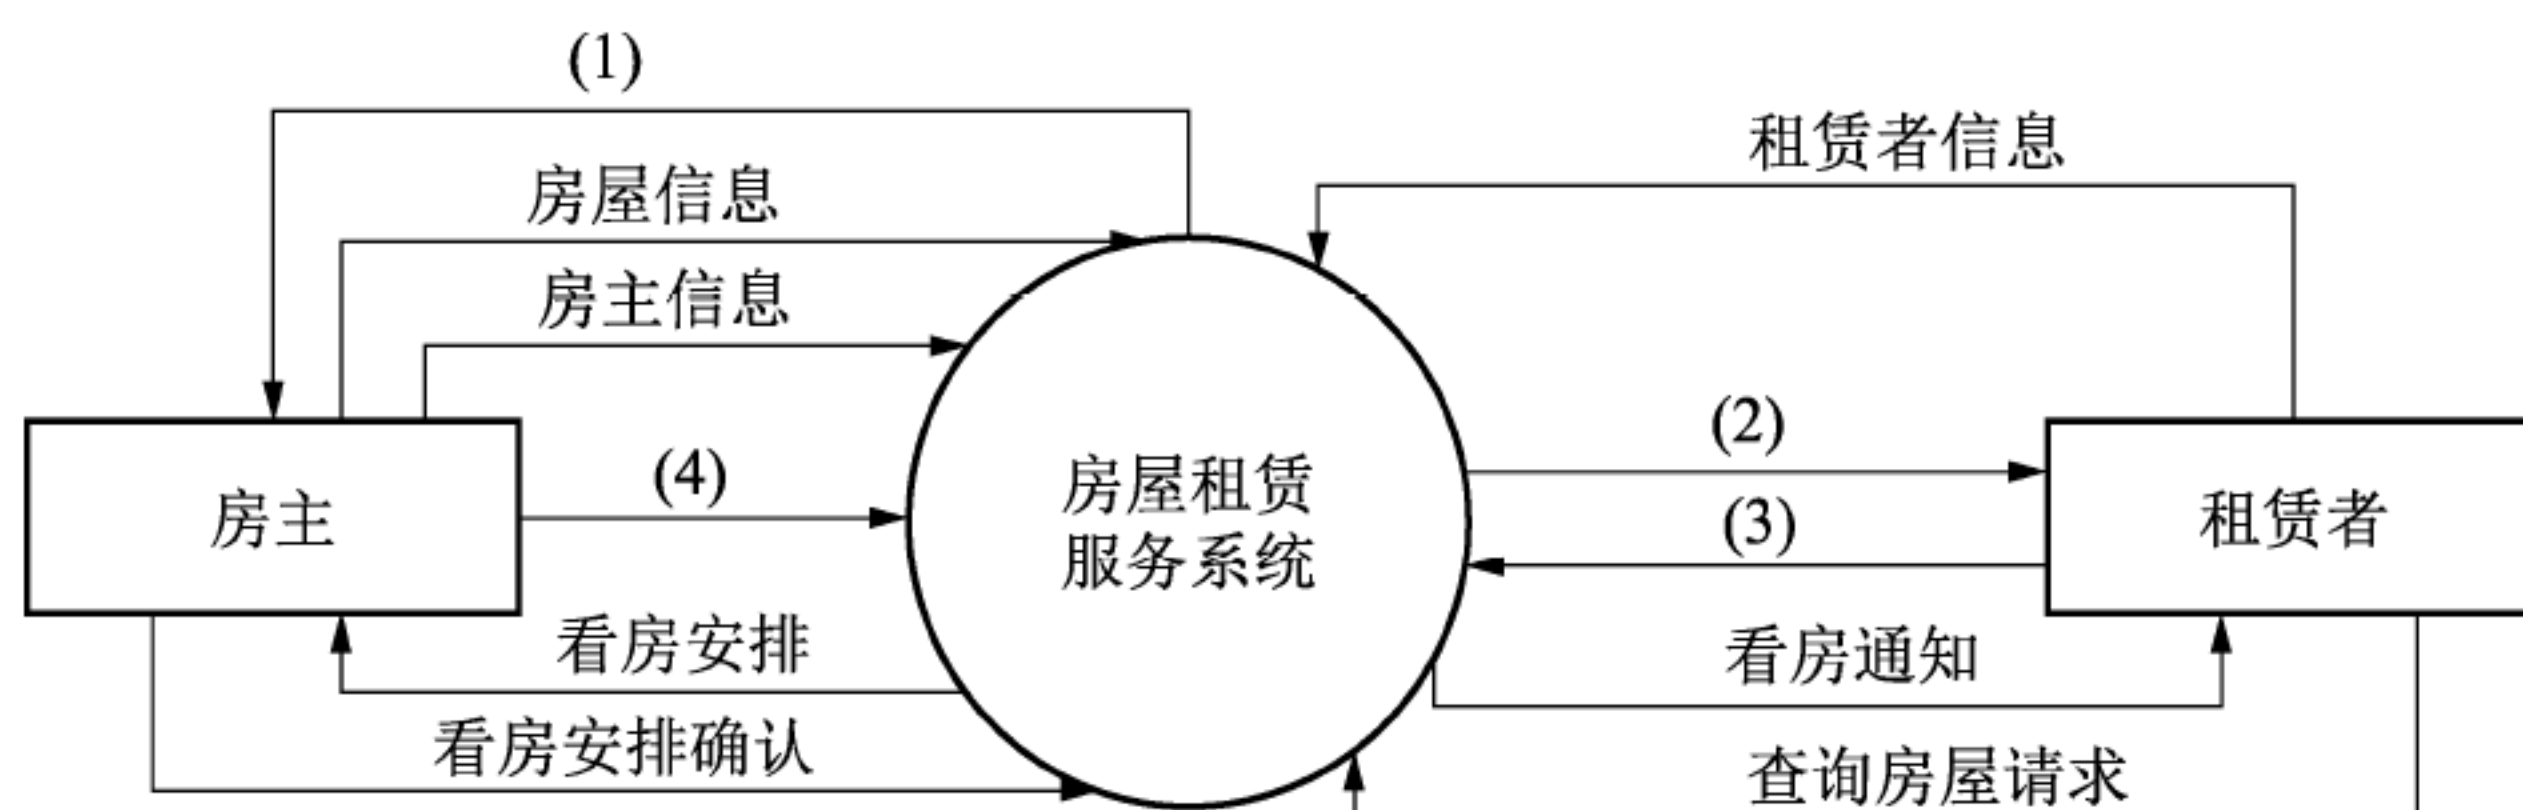 (1)
租赁者信息
房屋信息
房主信息
(2)
(4)
房屋租赁
服务系统
房主
租赁者
(3)
看房安排
看房通知
看房安排确认
查询房屋请求